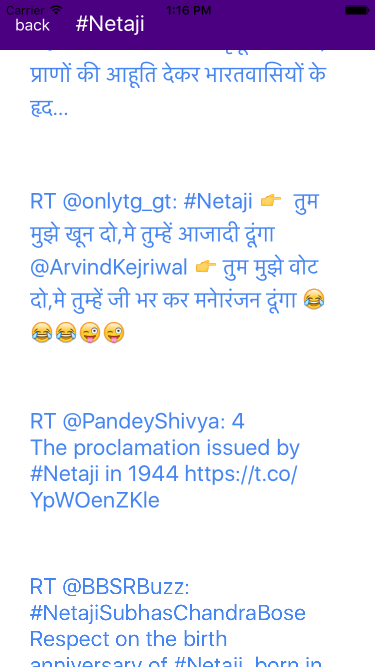 Carrier 1:16 PM
back #Netaji
प्राणों की आहूति देकर भारतवासियों के
हृद...
RT @onlytg_gt: #Netaji 👉 तुम
मुझे खून दो,मे तुम्हें आजादी दूंगा
@ArvindKejriwal 👉 तुम मुझे वोट
दो,मे तुम्हें जी भर कर मनोरंजन दूंगा 😂
😂😂😜😜
RT @PandeyShivya: 4
The proclamation issued by
#Netaji in 1944 https://t.co/
YpWOenZKle
RT @BBSRBuzz:
#NetajiSubhasChandraBose
Respect on the birth
anniversary of #Netaji, born in